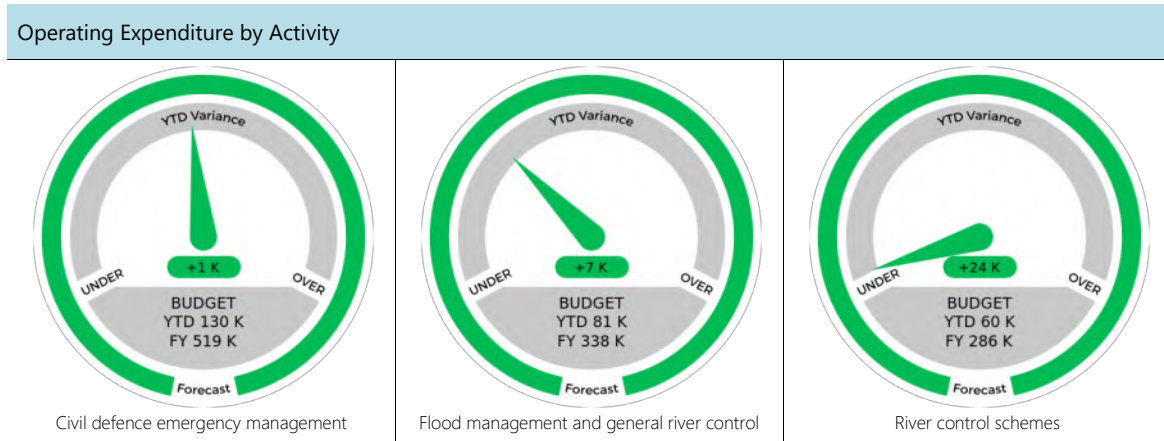 Operating Expenditure by Activity
YTD Variance
+1 K
UNDER
OVER
BUDGET
YTD 130 K
FY 519 K
Forecast
Civil defence emergency management
YTD Variance
+7 K
UNDER
OVER
BUDGET
YTD 81 K
FY 338 K
Forecast
Flood management and general river control
YTD Variance
+24 K
UNDER
OVER
BUDGET
YTD 60 K
FY 286 K
Forecast
River control schemes